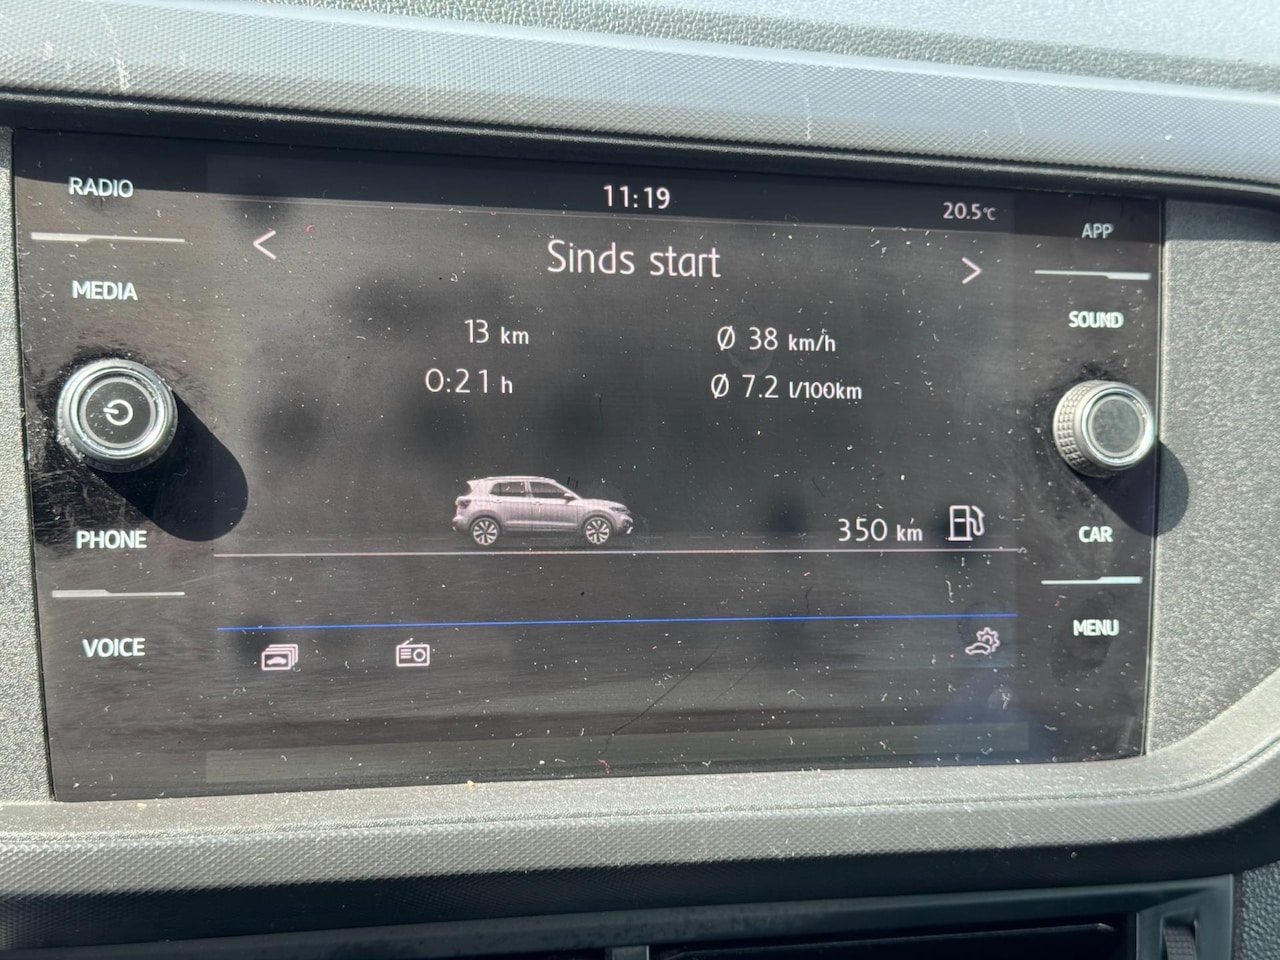 RADIO
MEDIA
PHONE
VOICE
11:19
20.5°C
Sinds start
13 km
Ø 38 km/h
0:21 h
Ø 7.2 l/100km
350 km
APP
SOUND
CAR
MENU